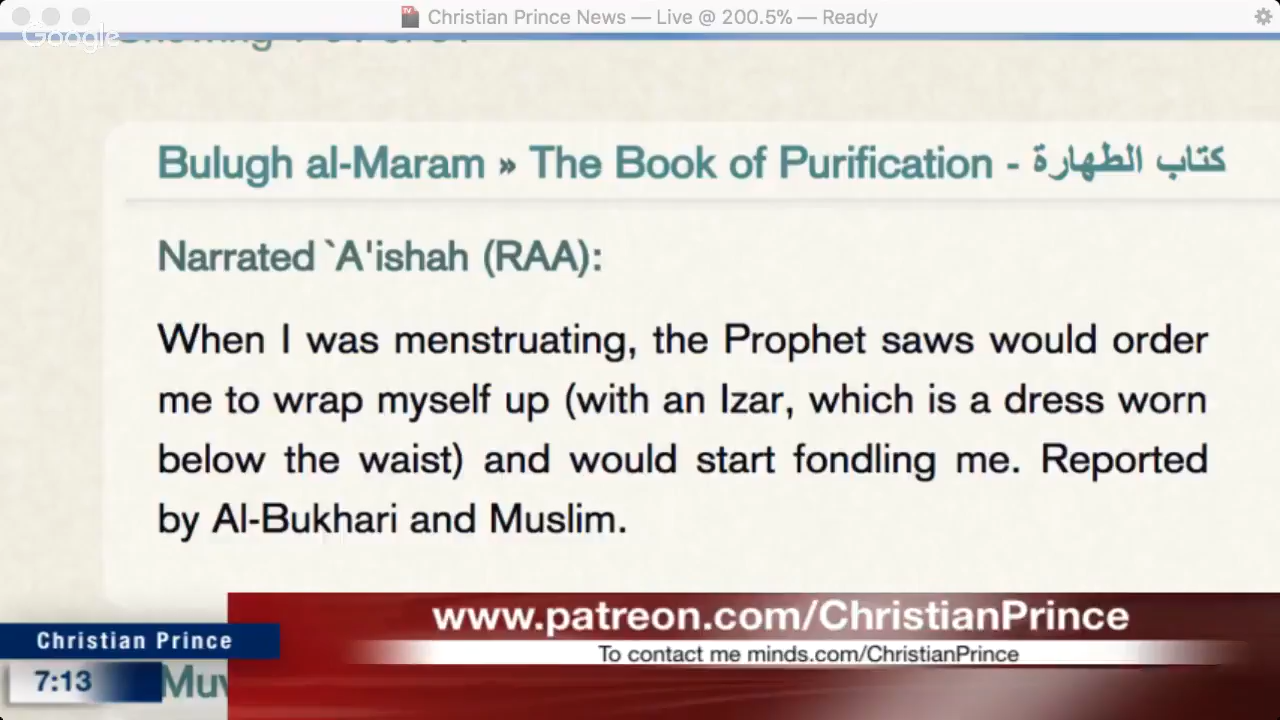 Christian Prince News — Live @ 200.5% — Ready
Google
Bulugh al-Maram » The Book of Purification - كتاب الطهارة
Narrated `A'ishah (RAA):
When I was menstruating, the Prophet saws would order
me to wrap myself up (with an Izar, which is a dress worn
below the waist) and would start fondling me. Reported
by Al-Bukhari and Muslim.
www.patreon.com/ChristianPrince
Christian Prince
To contact me minds.com/ChristianPrince
7:13